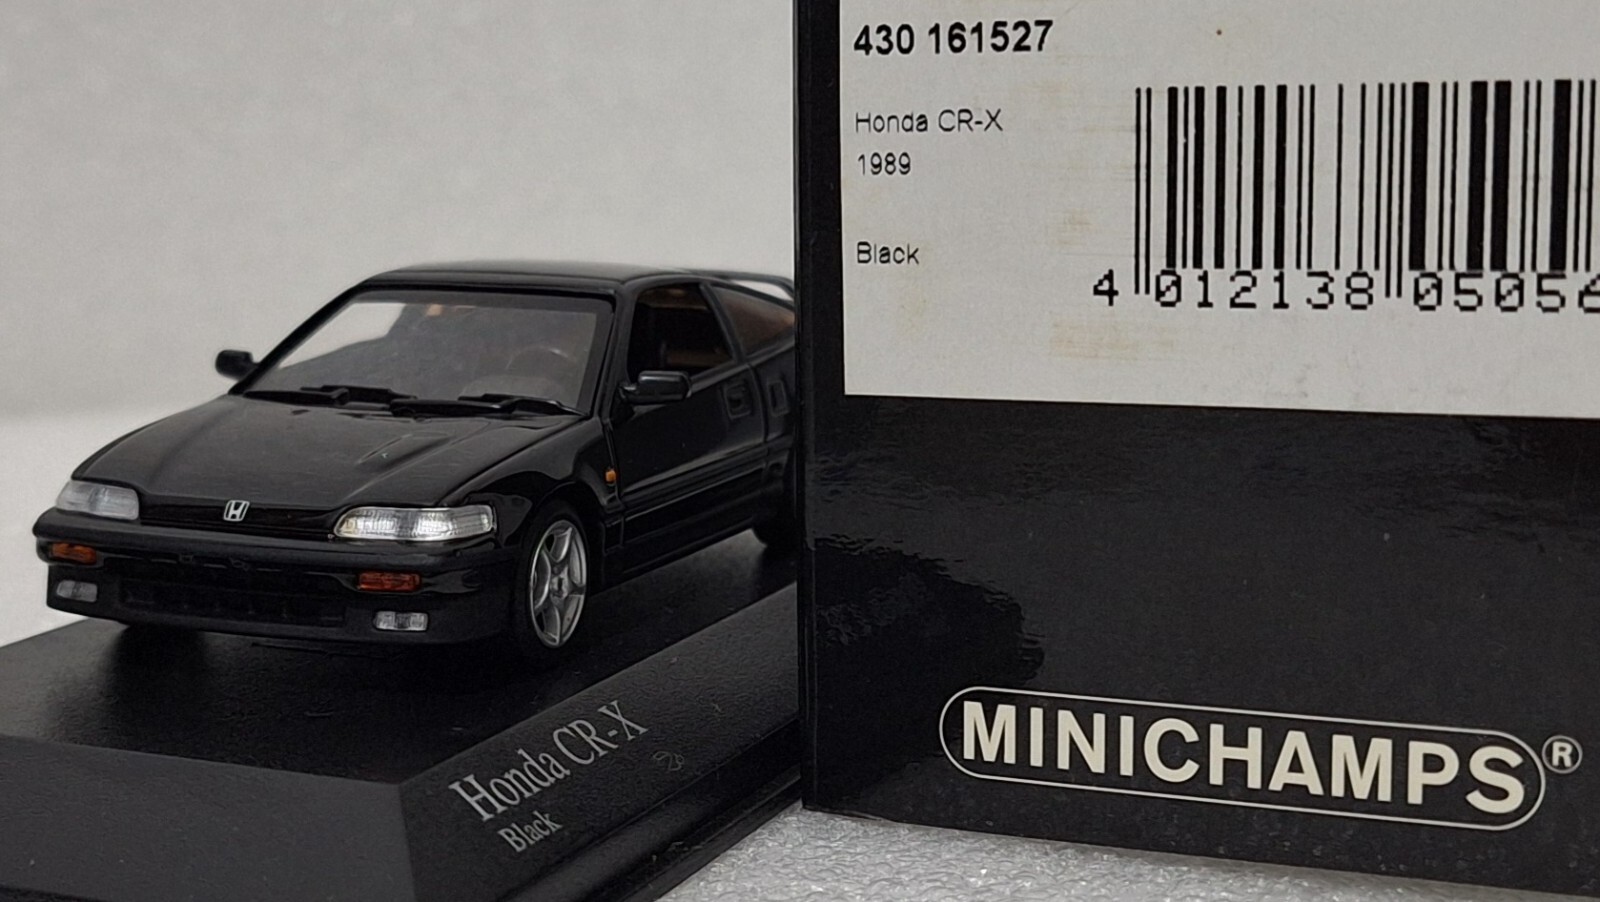 430 161527
Honda CR-X
1989
Black
4 012138 05056
MINICHAMPS®
Honda CR-X
Black